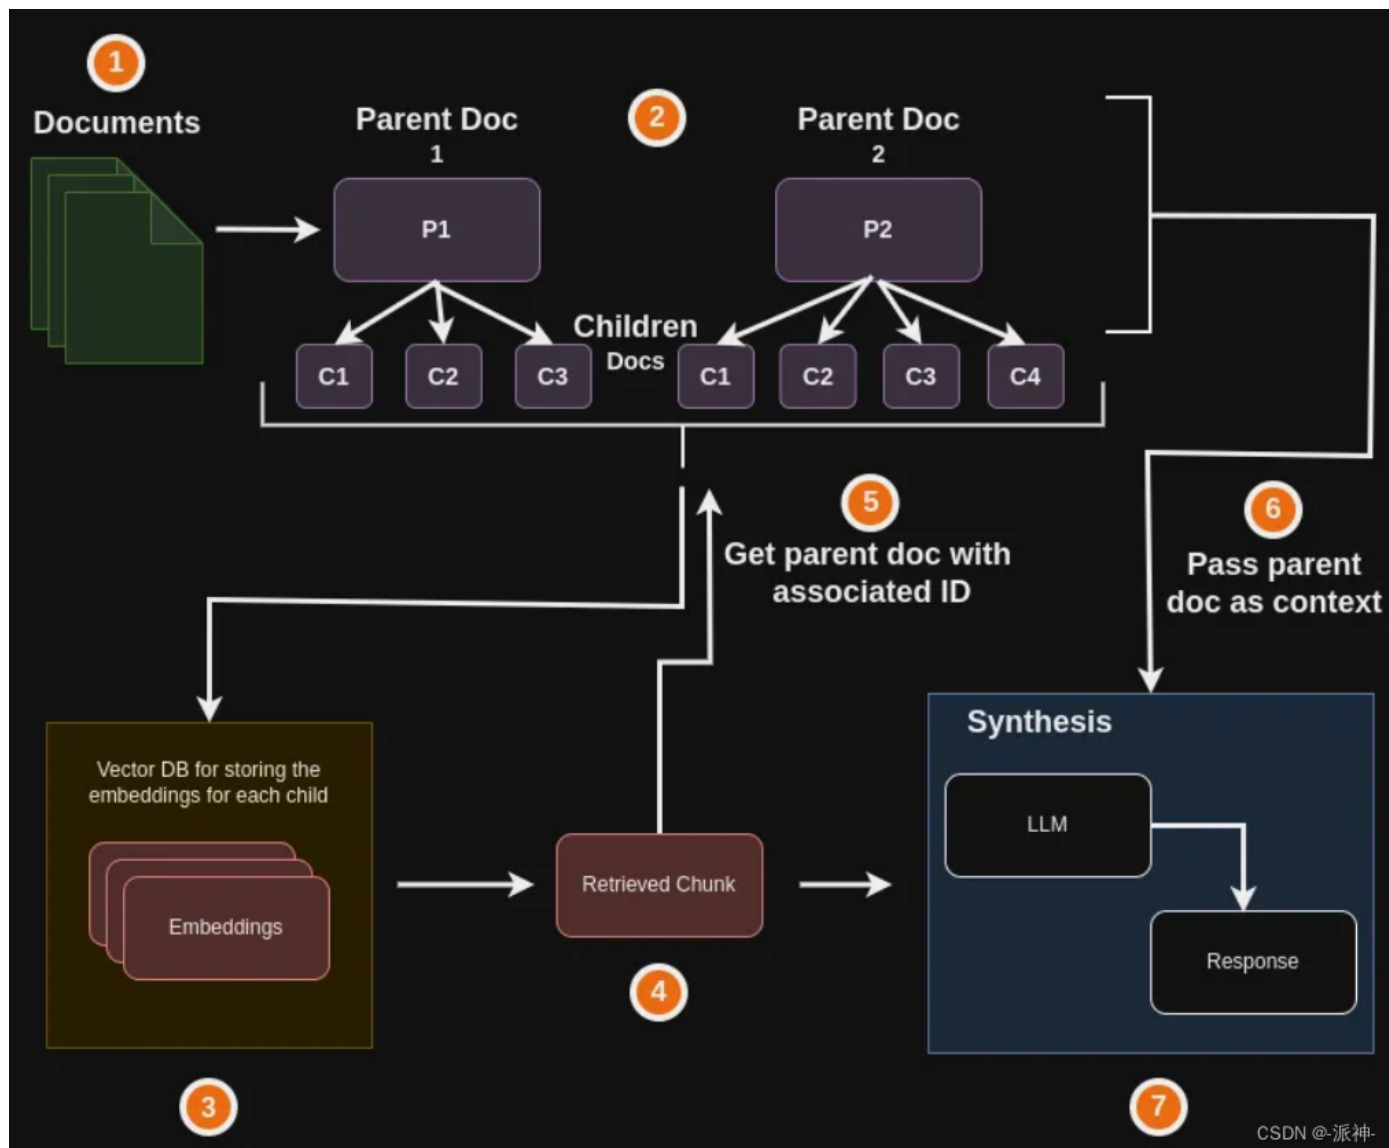 1
Documents
Parent Doc
1
2
Parent Doc
2
P1
P2
Children
Docs
C1
C2
C3
C1
C2
C3
C4
5
Get parent doc with
associated ID
6
Pass parent
doc as context
Vector DB for storing the
embeddings for each child
Embeddings
3
Retrieved Chunk
4
Synthesis
LLM
Response
7
CSDN @-派神-